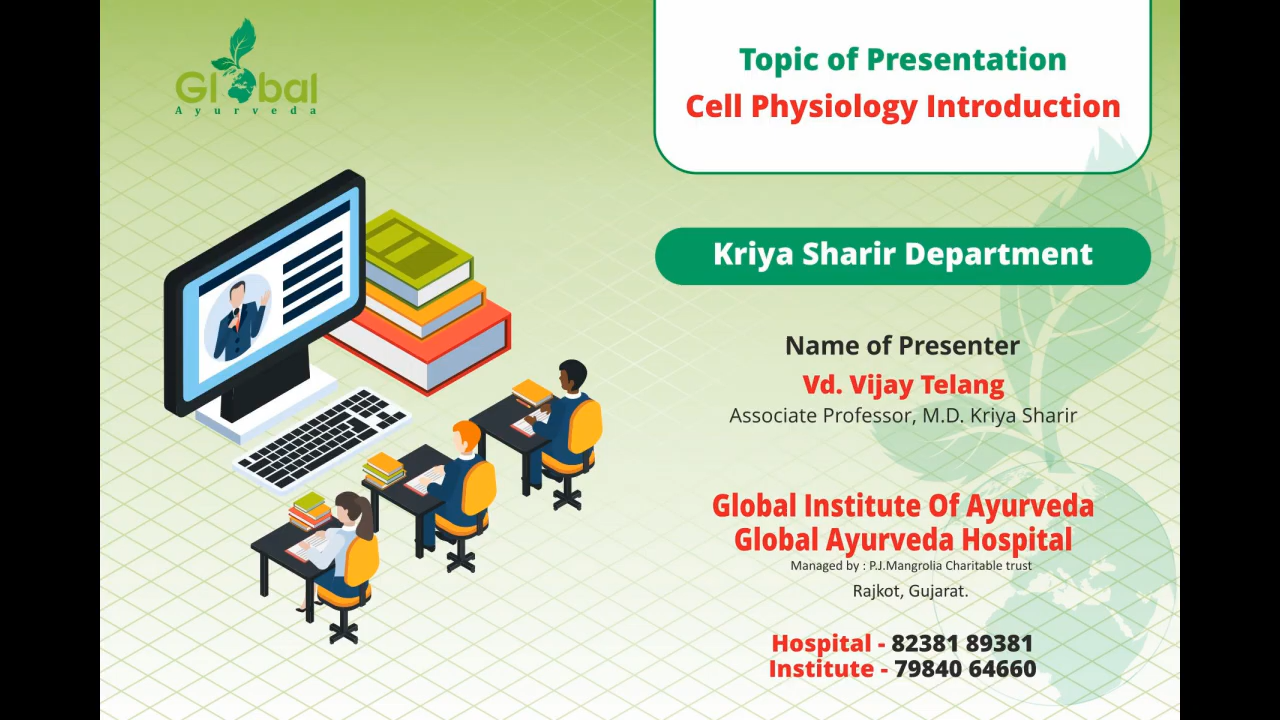 Global
Ayurveda
Topic of Presentation
Cell Physiology Introduction
Kriya Sharir Department
Name of Presenter
Vd. Vijay Telang
Associate Professor, M.D. Kriya Sharir
Global Institute Of Ayurveda
Global Ayurveda Hospital
Managed by : P.J.Mangrolia Charitable trust
Rajkot, Gujarat.
Hospital - 82381 89381
Institute - 79840 64660